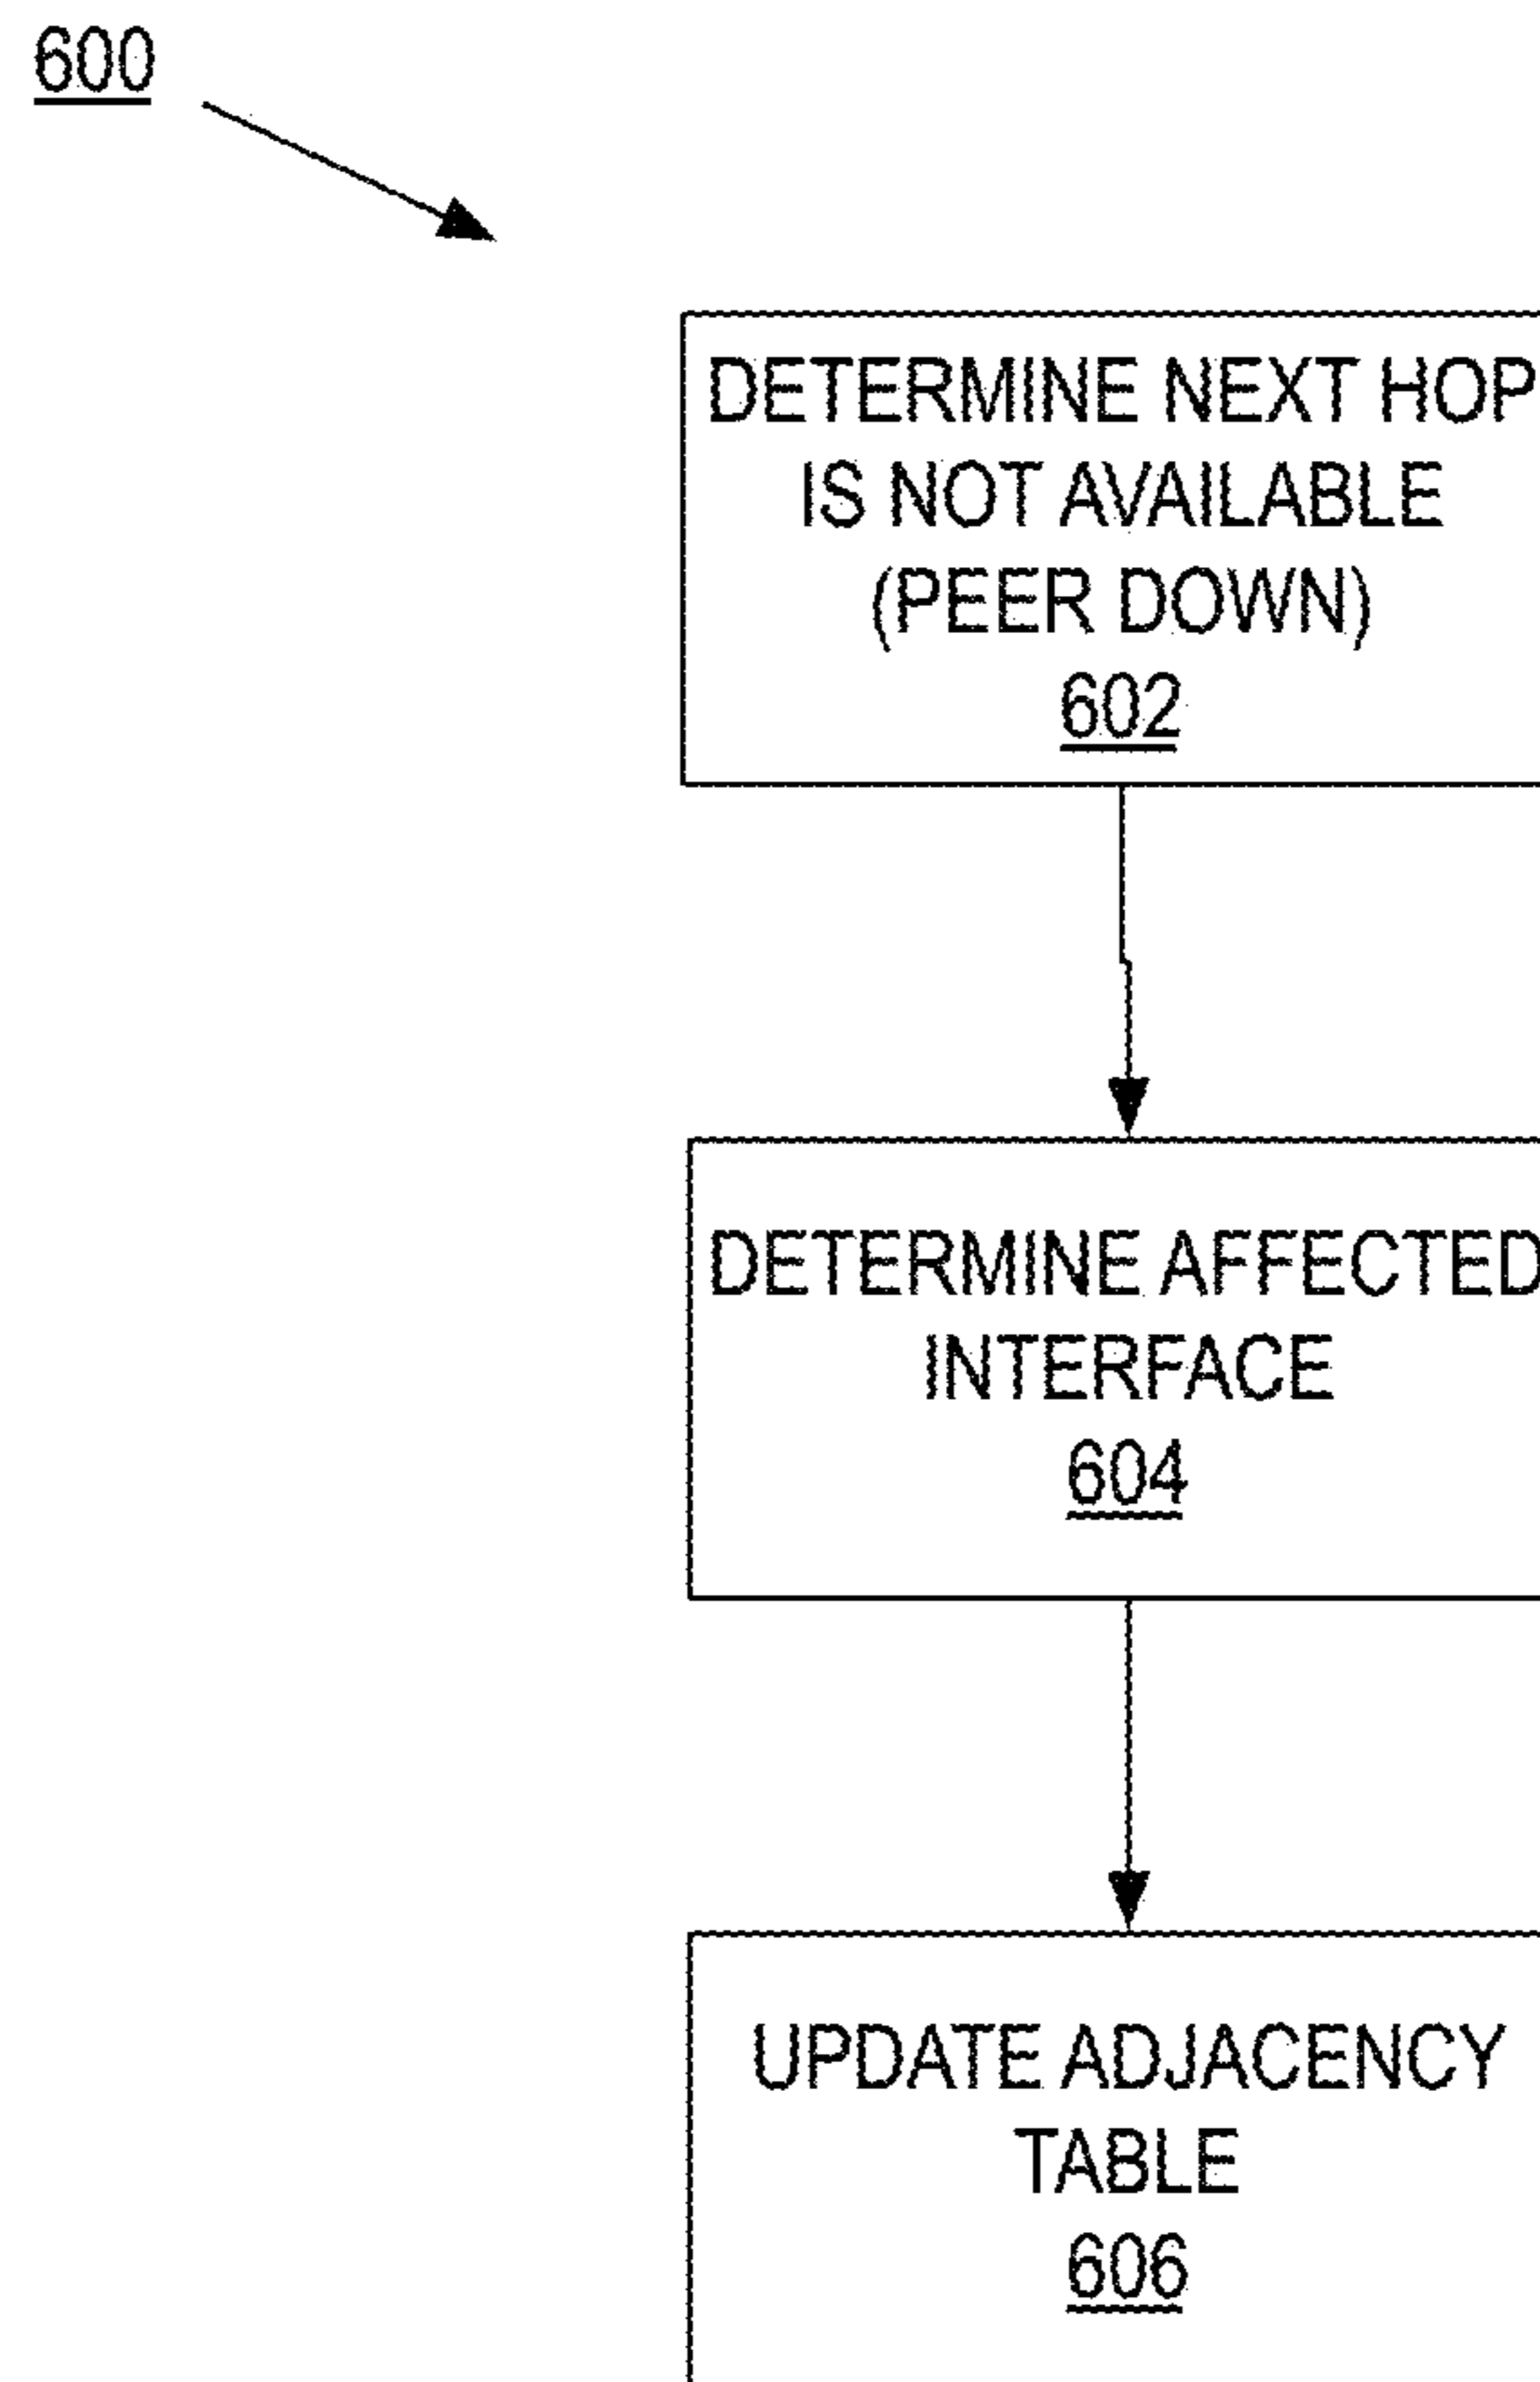 600
DETERMINE NEXT HOP
IS NOT AVAILABLE
(PEER DOWN)
602
DETERMINE AFFECTED
INTERFACE
604
UPDATE ADJACENCY
TABLE
606